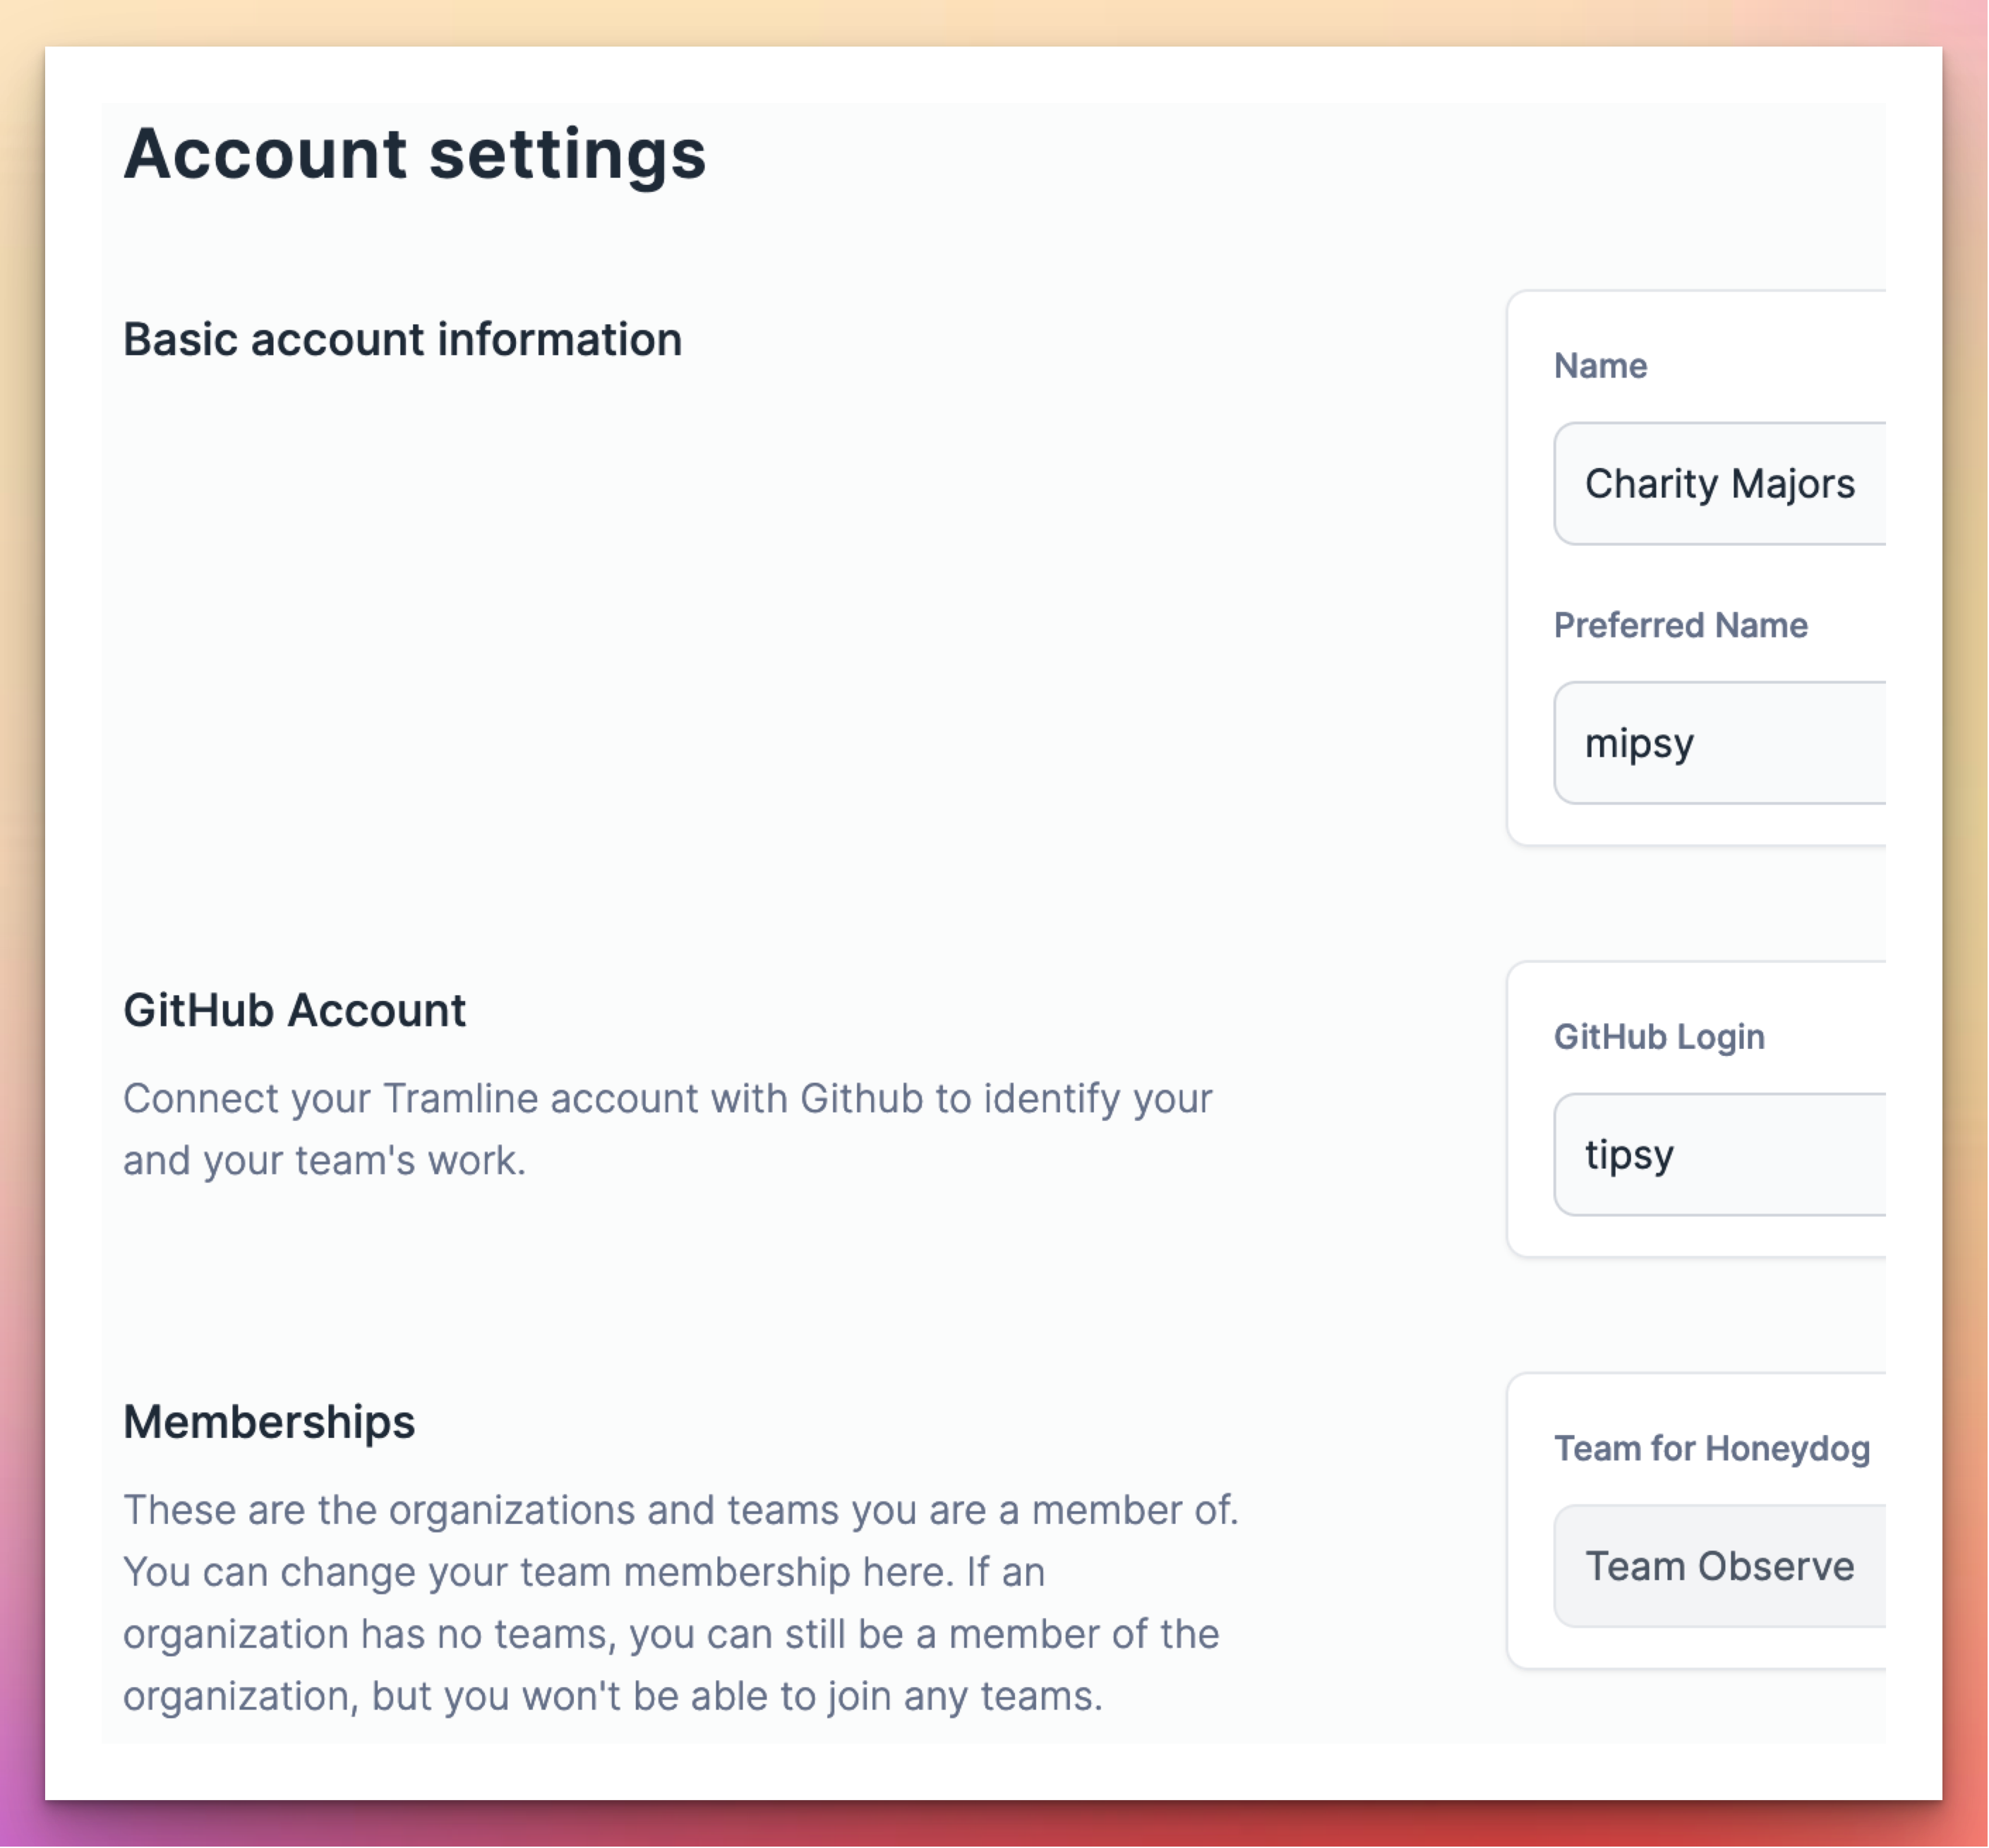 Account settings
Basic account information
Name
Charity Majors
Preferred Name
mipsy
GitHub Account
Connect your Tramline account with Github to identify your
and your team's work.
GitHub Login
tipsy
Memberships
These are the organizations and teams you are a member of.
You can change your team membership here. If an
organization has no teams, you can still be a member of the
organization, but you won't be able to join any teams.
Team for Honeydog
Team Observe